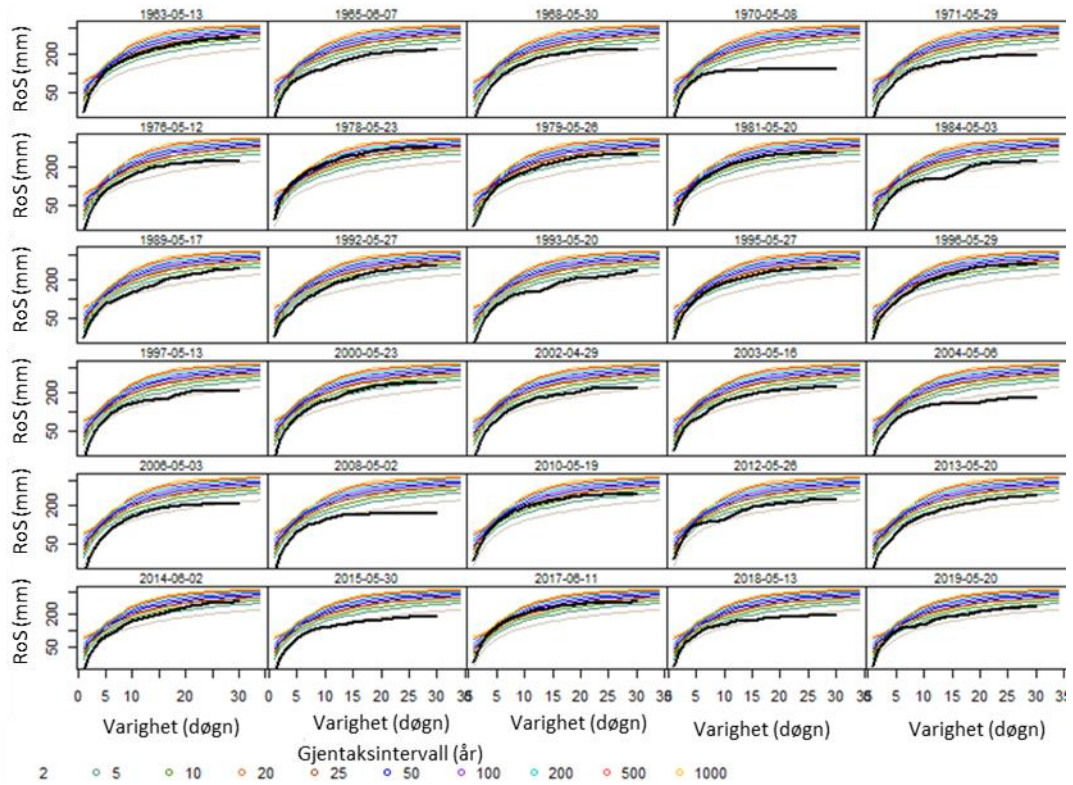 1963-05-13 1965-06-07 1968-05-30 1970-05-08 1971-05-29
RoS (mm)
200
50
1976-05-12 1978-05-23 1979-05-26 1981-05-20 1984-05-03
RoS (mm)
200
50
1989-05-17 1992-05-27 1993-05-20 1995-05-27 1996-05-29
RoS (mm)
200
50
1997-05-13 2000-05-23 2002-04-29 2003-05-16 2004-05-06
RoS (mm)
200
50
2006-05-03 2008-05-02 2010-05-19 2012-05-26 2013-05-20
RoS (mm)
200
50
2014-06-02 2015-05-30 2017-06-11 2018-05-13 2019-05-20
RoS (mm)
200
50
0 5 10 20 30 0 5 10 15 20 25 30 35 5 10 15 20 25 30 35 5 10 15 20 25 30 35 5 10 15 20 25 30 35
Varighet (døgn) Varighet (døgn) Varighet (døgn) Varighet (døgn) Varighet (døgn)
Gjentaksintervall (år)
2 5 10 20 25 50 100 200 500 1000